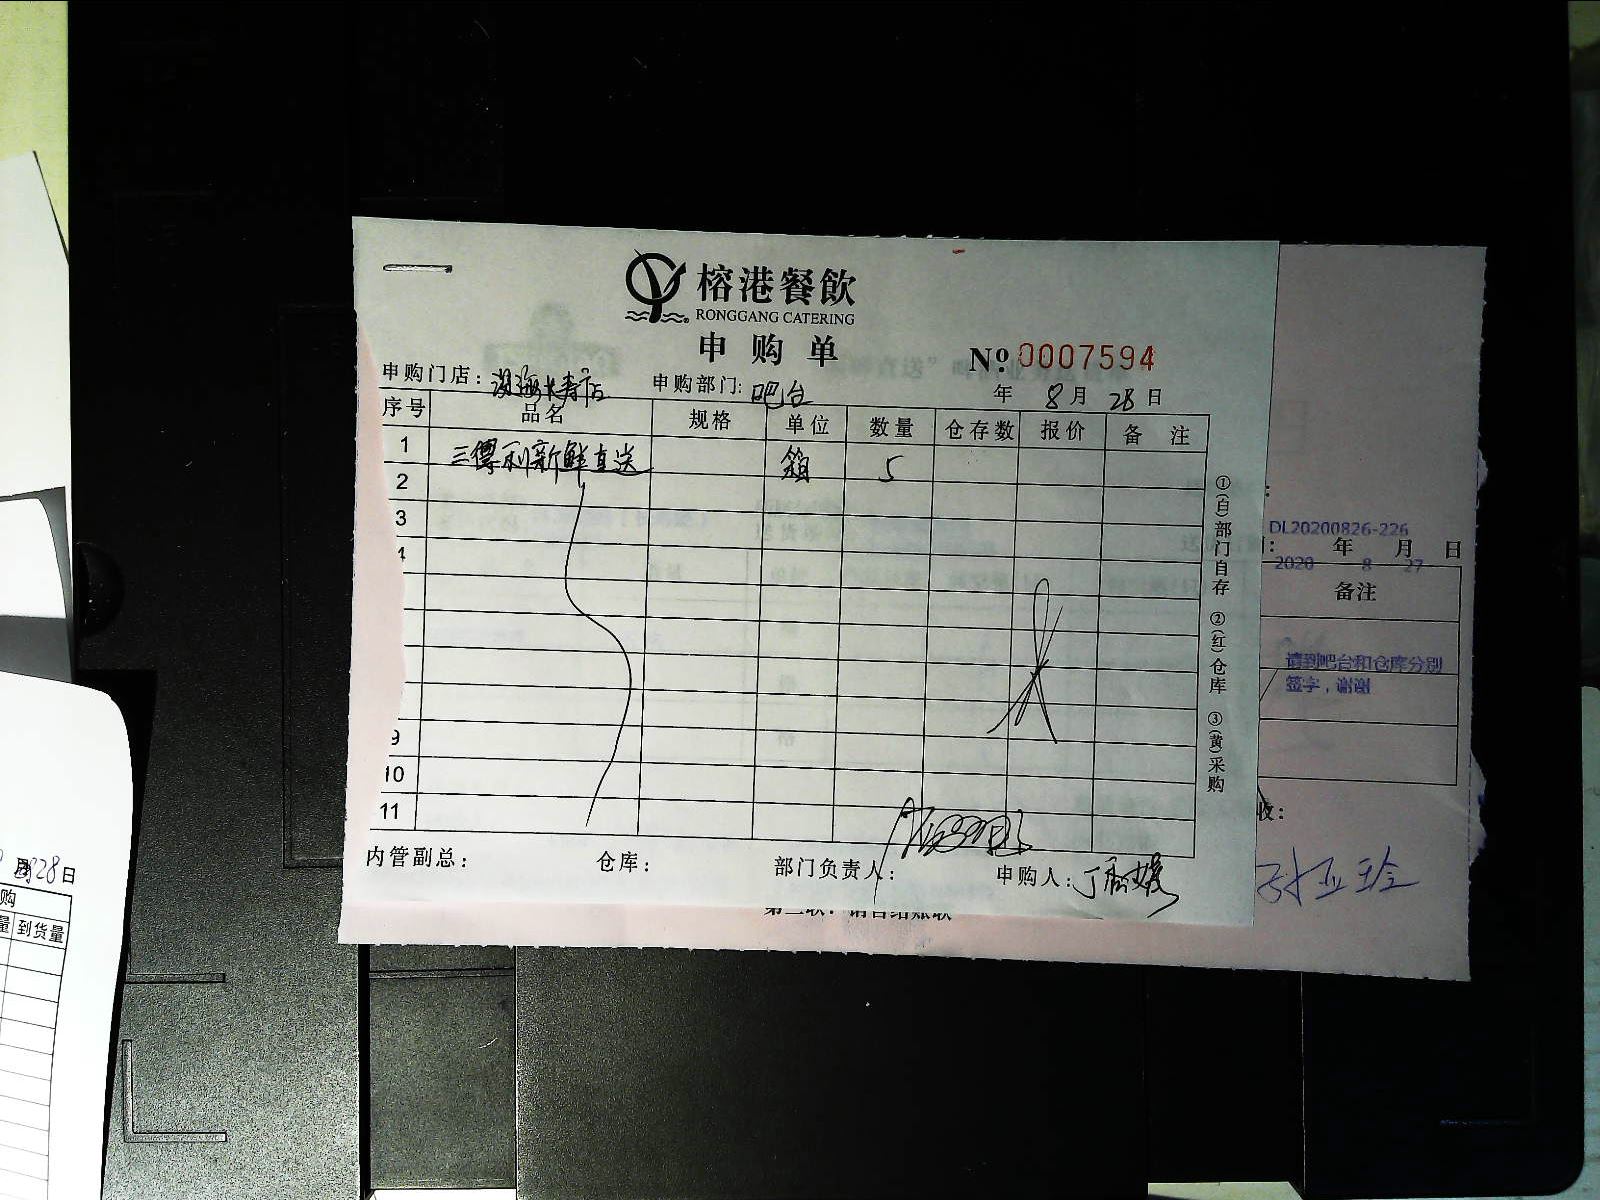 榕港餐飲
RONGGANG CATERING
申购单
№ 0007594
申购门店: 申购部门: 吧台 年 8 月 28 日
序号 品名 规格 单位 数量 仓存数 报价 备 注
1 三得利新鲜直送 箱 5
2
3
4
9
10
11
内管副总: 仓库: 部门负责人: 申购人:
①(白)部门自存 ②(红)仓库 ③(黄)采购
DL20200826-226
年 月 日
2020 8 27
备注
请到吧台和仓库分别
签字，谢谢
收:
28日
购
量 到货量